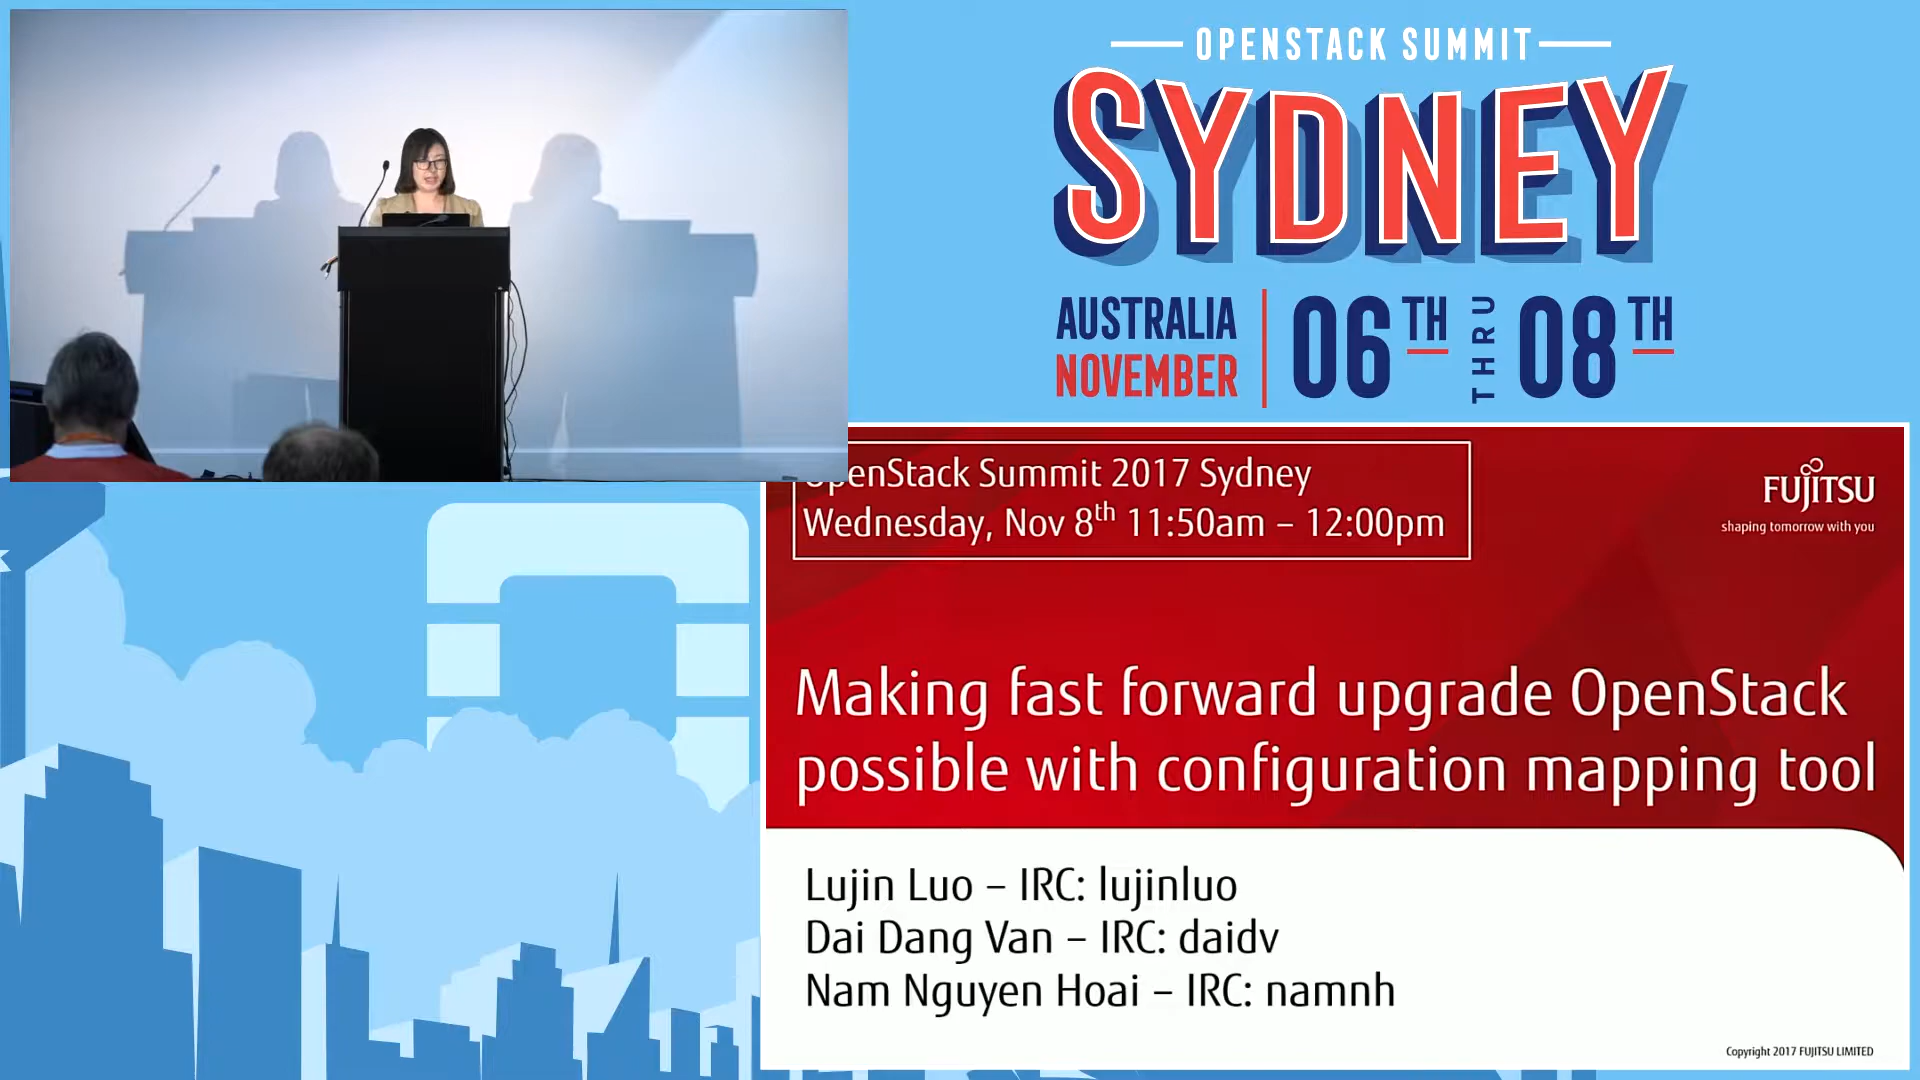 OPENSTACK SUMMIT
SYDNEY
AUSTRALIA
NOVEMBER
06TH THRU 08TH
OpenStack Summit 2017 Sydney
Wednesday, Nov 8th 11:50am – 12:00pm
FUJITSU
shaping tomorrow with you
Making fast forward upgrade OpenStack
possible with configuration mapping tool
Lujin Luo – IRC: lujinluo
Dai Dang Van – IRC: daidv
Nam Nguyen Hoai – IRC: namnh
Copyright 2017 FUJITSU LIMITED